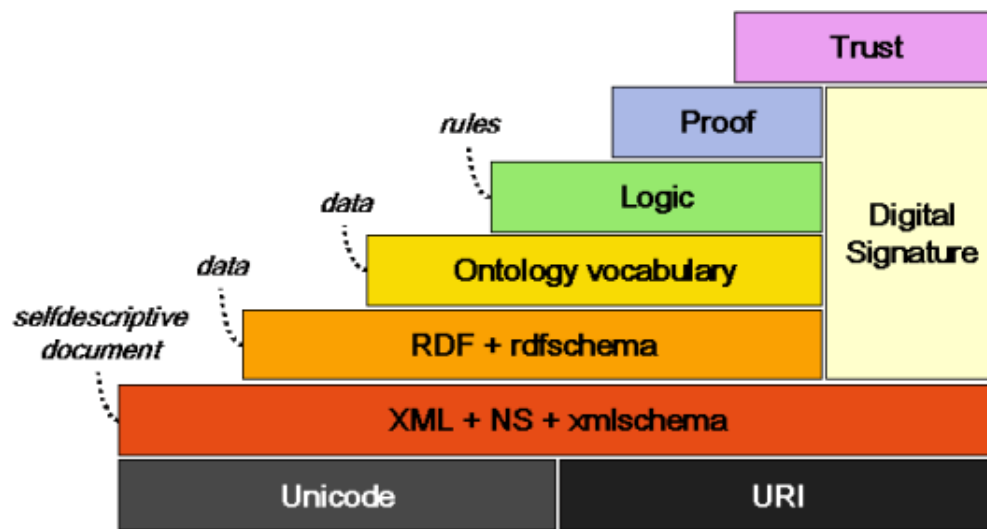 Trust
Proof
rules
Logic
Digital
Signature
data
Ontology vocabulary
data
RDF + rdfschema
selfdescriptive
document
XML + NS + xmlschema
Unicode
URI